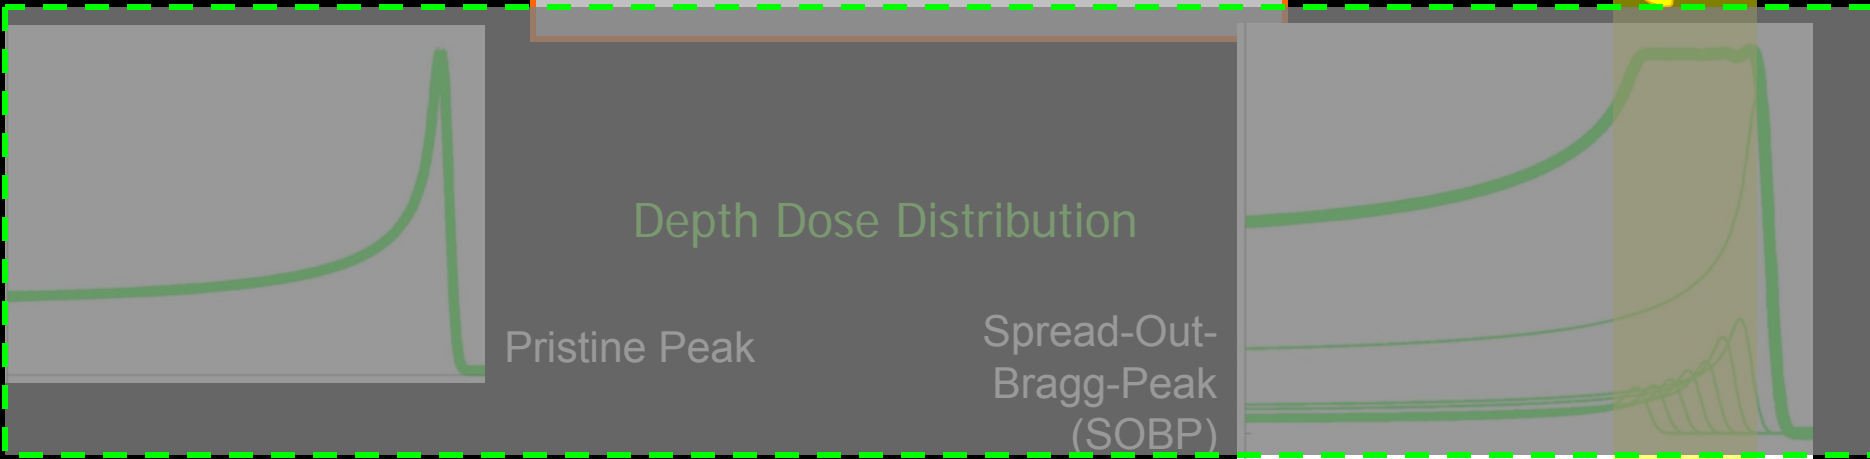 Depth Dose Distribution
Pristine Peak
Spread-Out-
Bragg-Peak
(SOBP)